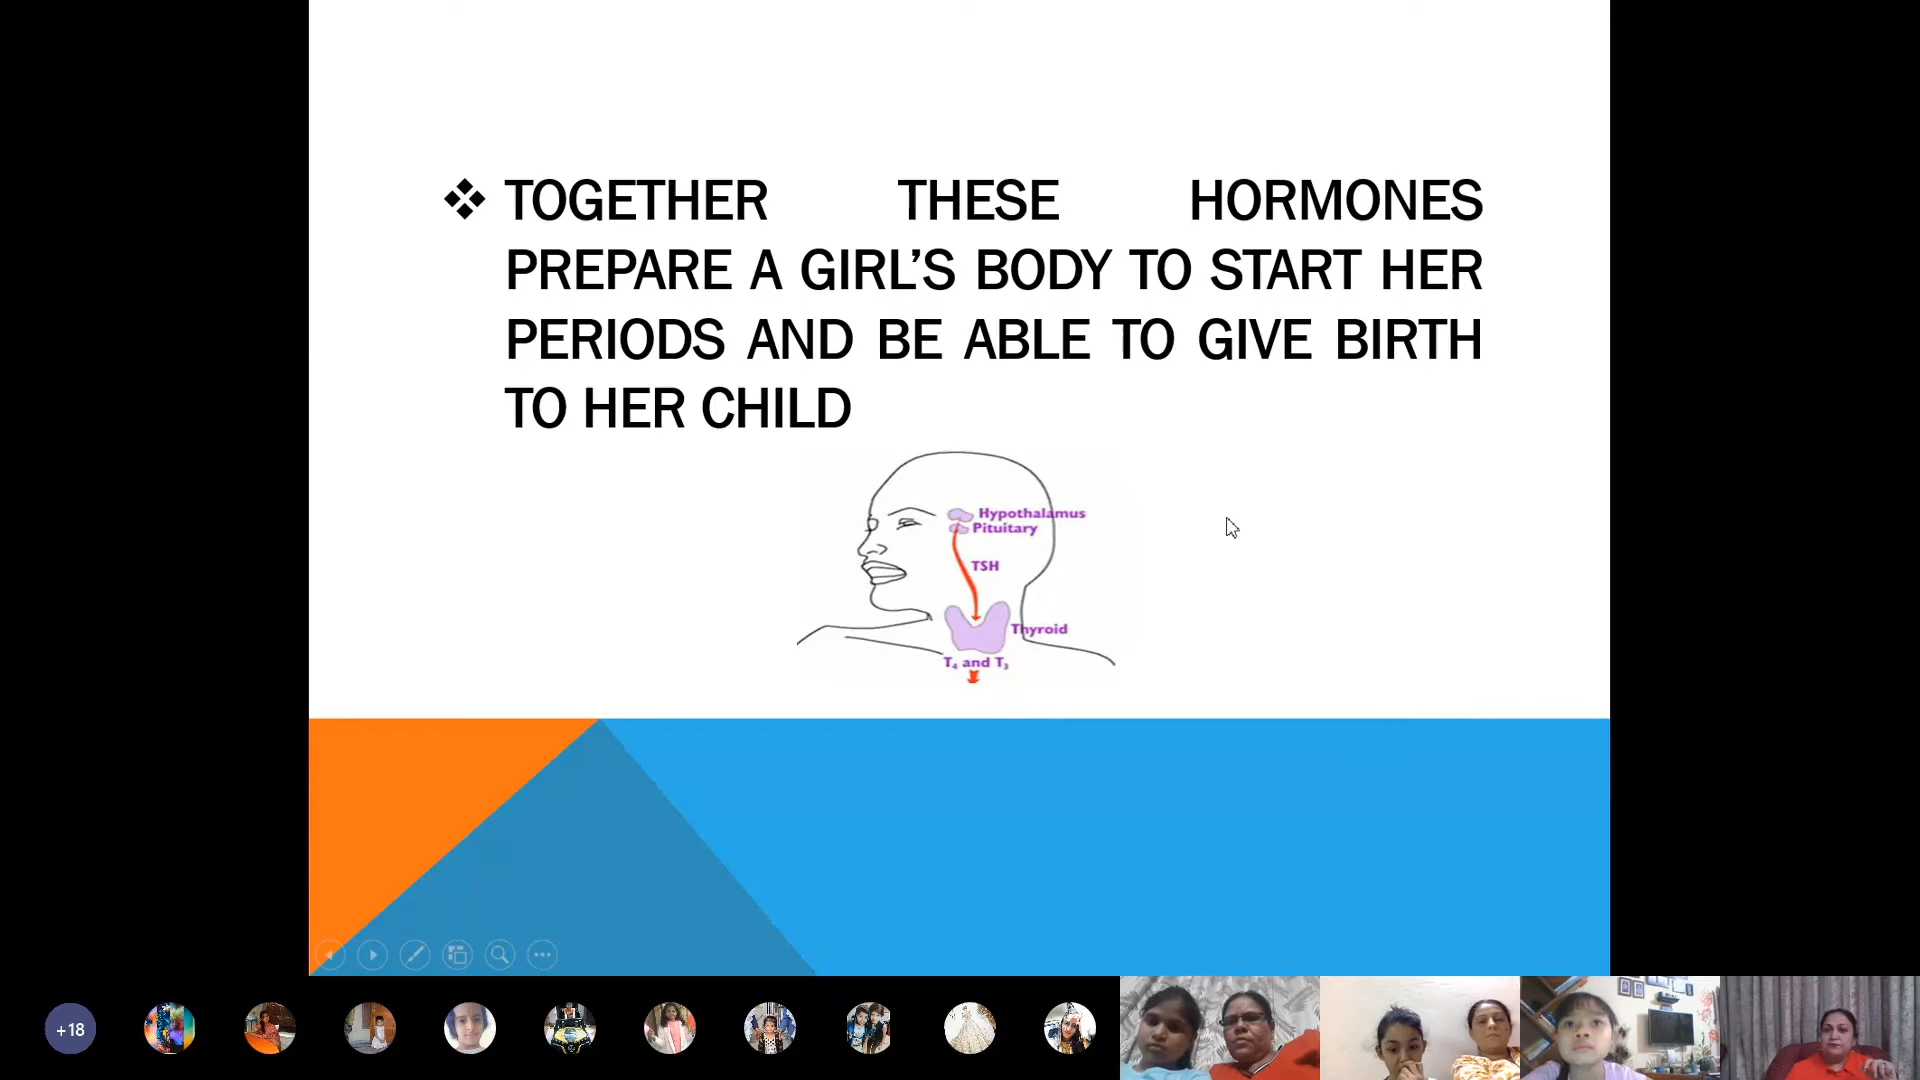 ❖ TOGETHER THESE HORMONES
PREPARE A GIRL’S BODY TO START HER
PERIODS AND BE ABLE TO GIVE BIRTH
TO HER CHILD
Hypothalamus
Pituitary
TSH
Thyroid
T₄ and T₃
+18